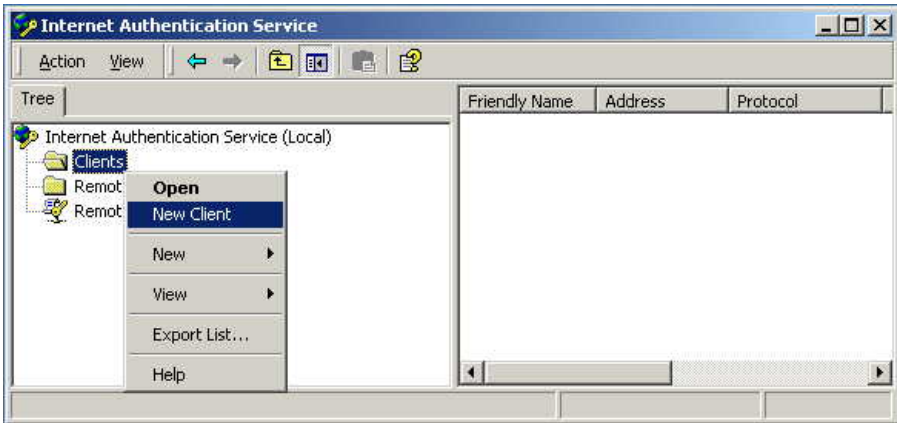 Internet Authentication Service
Action View
Tree
Friendly Name Address Protocol
Internet Authentication Service (Local)
Clients
Remot
Remot
Open
New Client
New
View
Export List...
Help